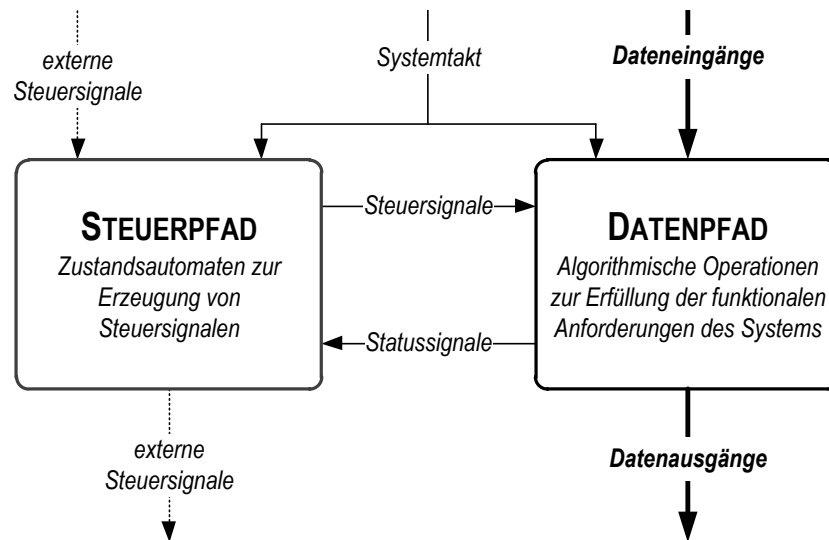 externe
Steuersignale
Systemtakt
Dateneingänge
STEUERPFAD
Zustandsautomaten zur
Erzeugung von
Steuersignalen
Steuersignale
Statussignale
DATENPFAD
Algorithmische Operationen
zur Erfüllung der funktionalen
Anforderungen des Systems
externe
Steuersignale
Datenausgänge